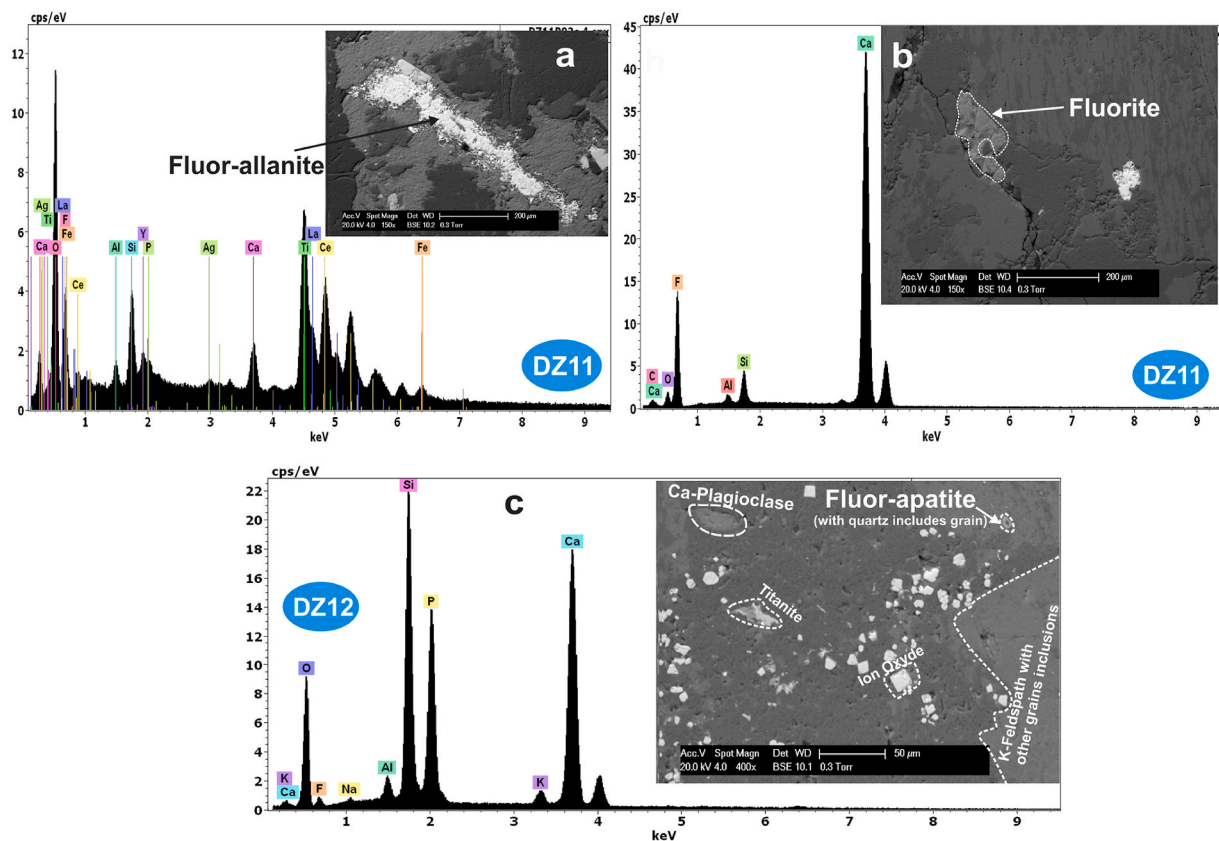 cps/eV
12
10
8
6
4
2
0
Ag
Ti
Ca
O
La
F
Fe
Ce
Al
Si
Y
P
Ag
Ca
Ti
La
Ce
Fe
1 2 3 4 5 6 7 8 9
keV
DZ11
a
Fluor-allanite
Acc.V Spot Magn Det WD 200 µm
20.0 kV 4.0 150x BSE 10.2 0.3 Torr
cps/eV
45
40
35
30
25
20
15
10
5
0
C
Ca
O
F
Al
Si
Ca
1 2 3 4 5 6 7 8 9
keV
DZ11
b
Fluorite
Acc.V Spot Magn Det WD 200 µm
20.0 kV 4.0 150x BSE 10.4 0.3 Torr
cps/eV
22
20
18
16
14
12
10
8
6
4
2
0
K
Ca
O
F
Na
Al
Si
P
K
Ca
1 2 3 4 5 6 7 8 9
keV
DZ12
c
Ca-Plagioclase
Fluor-apatite
(with quartz includes grain)
Titanite
Ion Oxyde
K-Feldspath with
other grains inclusions
Acc.V Spot Magn Det WD 50 µm
20.0 kV 4.0 400x BSE 10.1 0.3 Torr